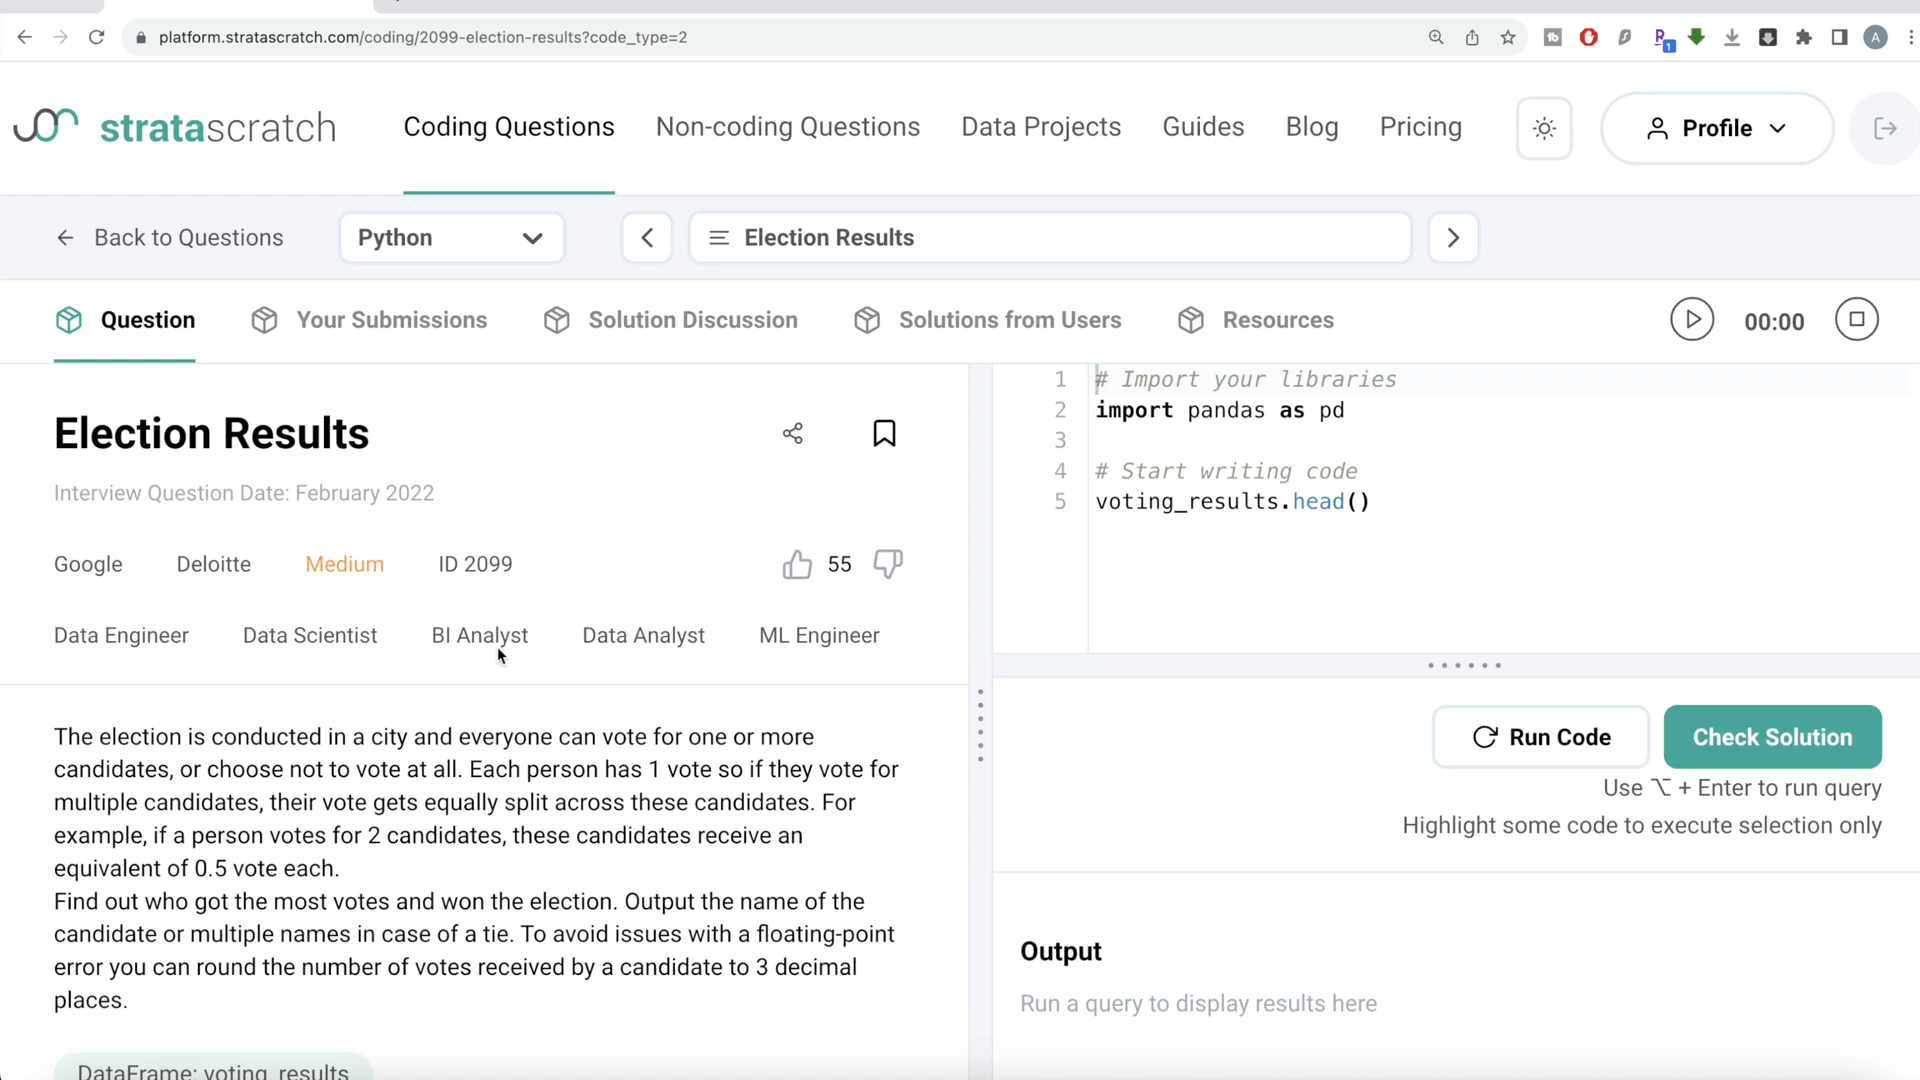 platform.stratascratch.com/coding/2099-election-results?code_type=2
1
A
stratascratch
Coding Questions
Non-coding Questions
Data Projects
Guides
Blog
Pricing
Profile
Back to Questions
Python
Election Results
Question
Your Submissions
Solution Discussion
Solutions from Users
Resources
00:00
Election Results
Interview Question Date: February 2022
Google
Deloitte
Medium
ID 2099
55
Data Engineer
Data Scientist
BI Analyst
Data Analyst
ML Engineer
The election is conducted in a city and everyone can vote for one or more
candidates, or choose not to vote at all. Each person has 1 vote so if they vote for
multiple candidates, their vote gets equally split across these candidates. For
example, if a person votes for 2 candidates, these candidates receive an
equivalent of 0.5 vote each.
Find out who got the most votes and won the election. Output the name of the
candidate or multiple names in case of a tie. To avoid issues with a floating-point
error you can round the number of votes received by a candidate to 3 decimal
places.
DataFrame: voting_results
1 # Import your libraries
2 import pandas as pd
3
4 # Start writing code
5 voting_results.head()
Run Code
Check Solution
Use ⌥ + Enter to run query
Highlight some code to execute selection only
Output
Run a query to display results here